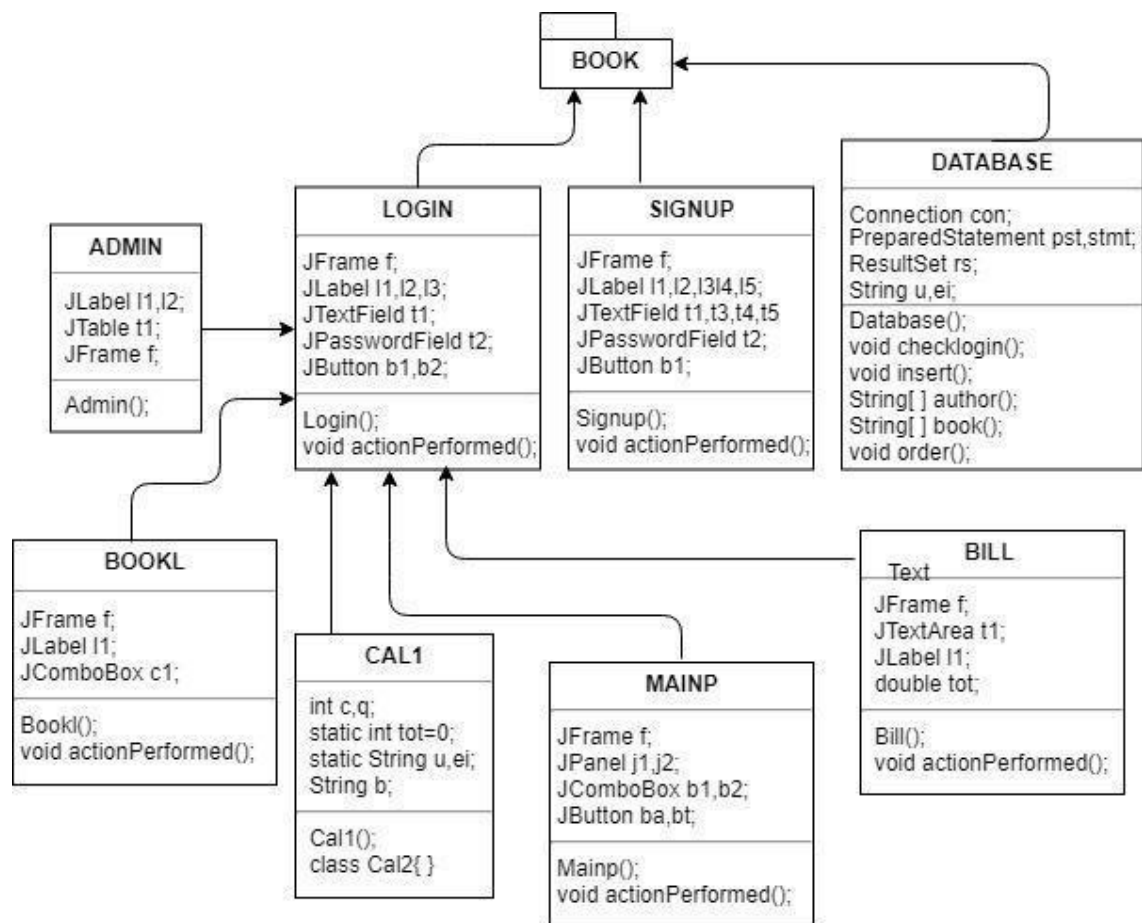 BOOK
DATABASE
Connection con;
PreparedStatement pst,stmt;
ResultSet rs;
String u,ei;
Database();
void checklogin();
void insert();
String[ ] author();
String[ ] book();
void order();
LOGIN
JFrame f;
JLabel l1,l2,l3;
JTextField t1;
JPasswordField t2;
JButton b1,b2;
Login();
void actionPerformed();
SIGNUP
JFrame f;
JLabel l1,l2,l3l4,l5;
JTextField t1,t3,t4,t5
JPasswordField t2;
JButton b1;
Signup();
void actionPerformed();
ADMIN
JLabel l1,l2;
JTable t1;
JFrame f;
Admin();
BOOKL
JFrame f;
JLabel l1;
JComboBox c1;
Bookl();
void actionPerformed();
CAL1
int c,q;
static int tot=0;
static String u,ei;
String b;
Cal1();
class Cal2{ }
MAINP
JFrame f;
JPanel j1,j2;
JComboBox b1,b2;
JButton ba,bt;
Mainp();
void actionPerformed();
BILL
Text
JFrame f;
JTextArea t1;
JLabel l1;
double tot;
Bill();
void actionPerformed();